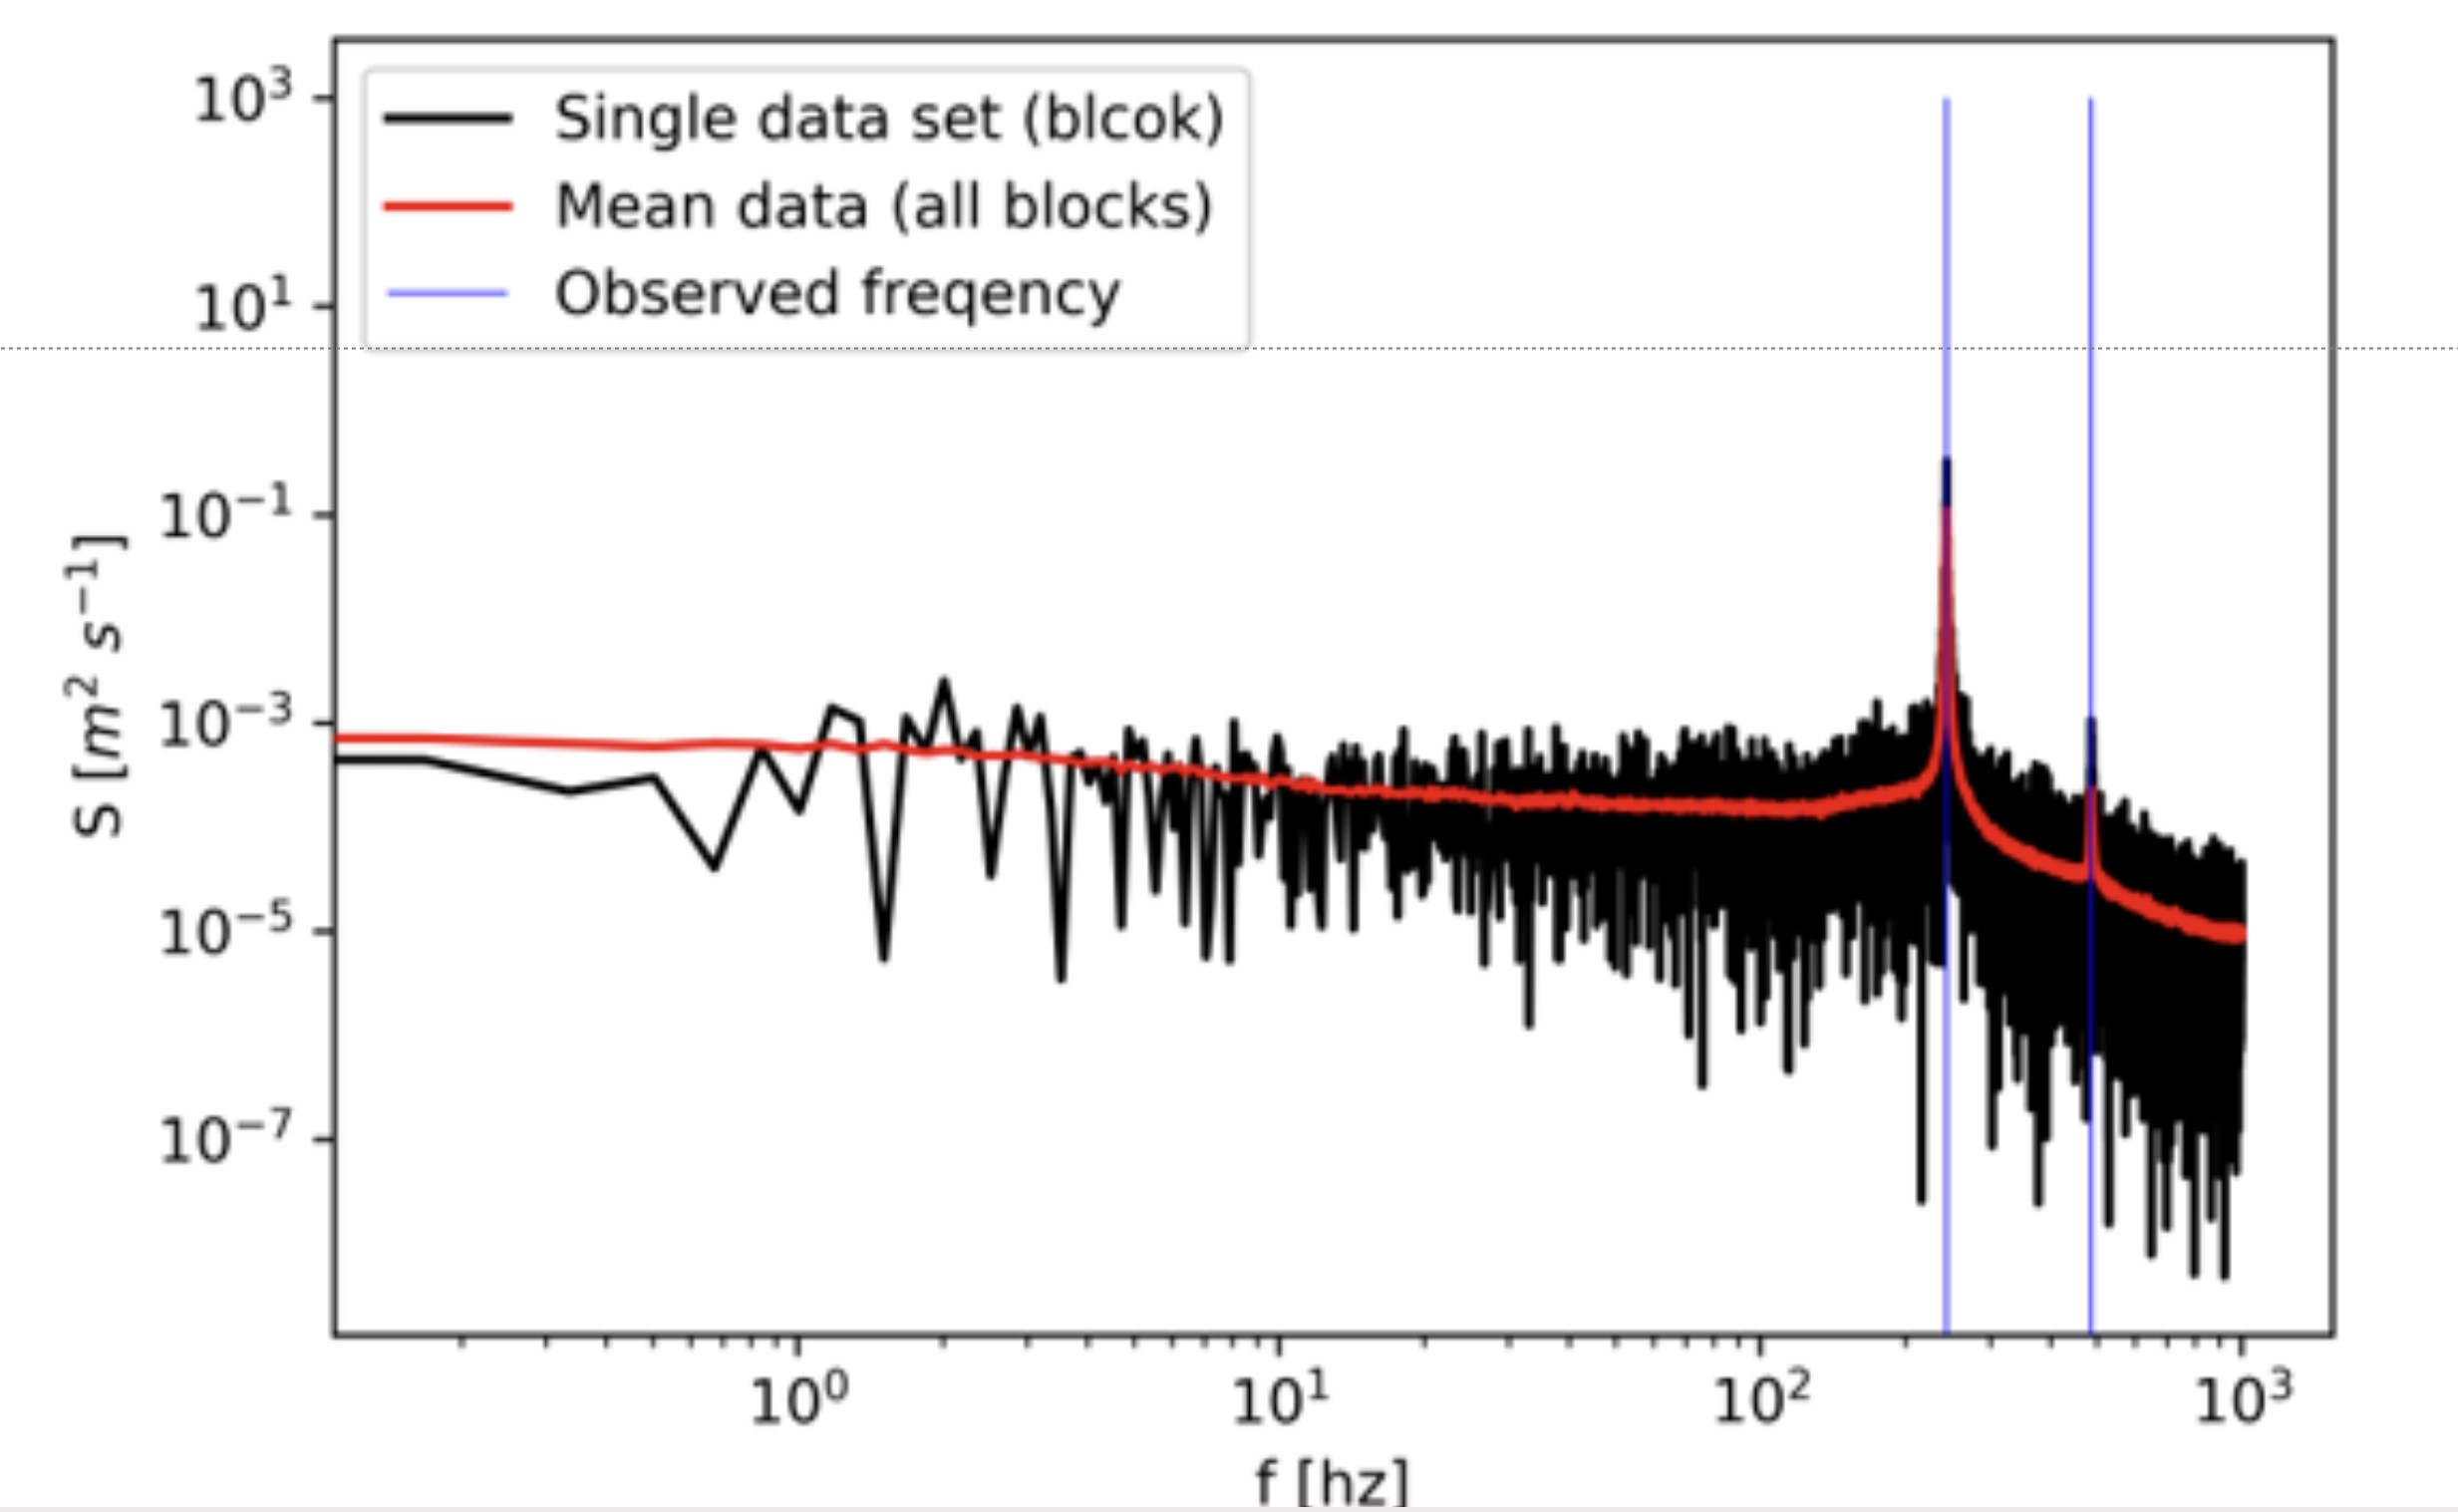 10³
Single data set (blcok)
Mean data (all blocks)
Observed freqency
10¹
10⁻¹
S [m² s⁻¹]
10⁻³
10⁻⁵
10⁻⁷
10⁰ 10¹ 10² 10³
f [hz]